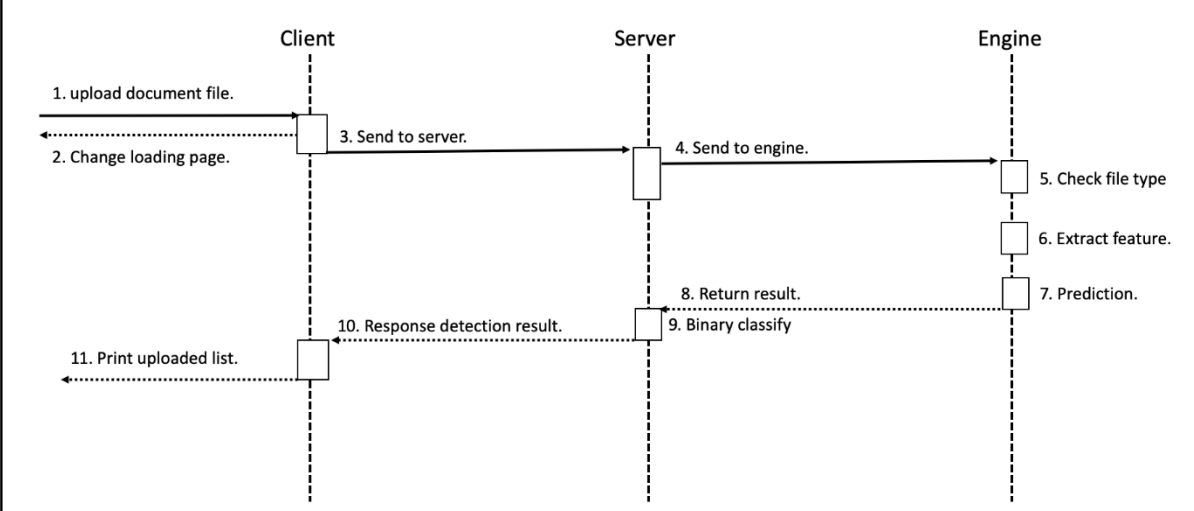 Client
Server
Engine
1. upload document file.
3. Send to server.
4. Send to engine.
2. Change loading page.
5. Check file type
6. Extract feature.
8. Return result.
7. Prediction.
10. Response detection result.
9. Binary classify
11. Print uploaded list.